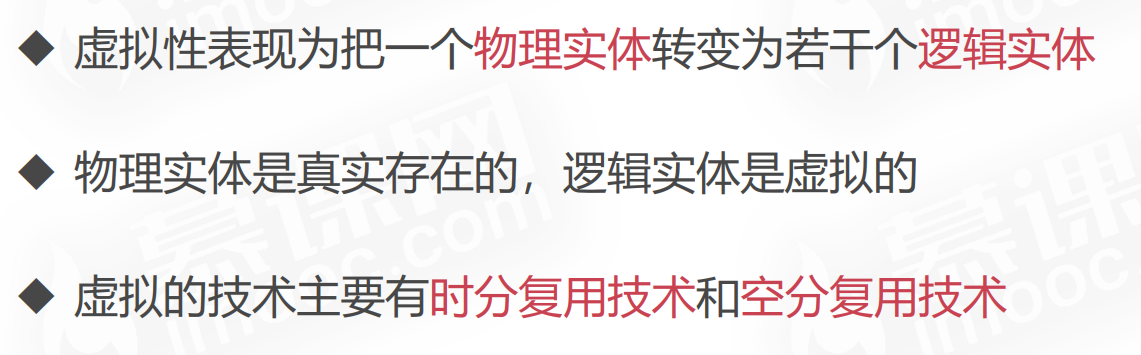 ◆ 虚拟性表现为把一个物理实体转变为若干个逻辑实体
◆ 物理实体是真实存在的，逻辑实体是虚拟的
◆ 虚拟的技术主要有时分复用技术和空分复用技术
慕课网
imooc.com